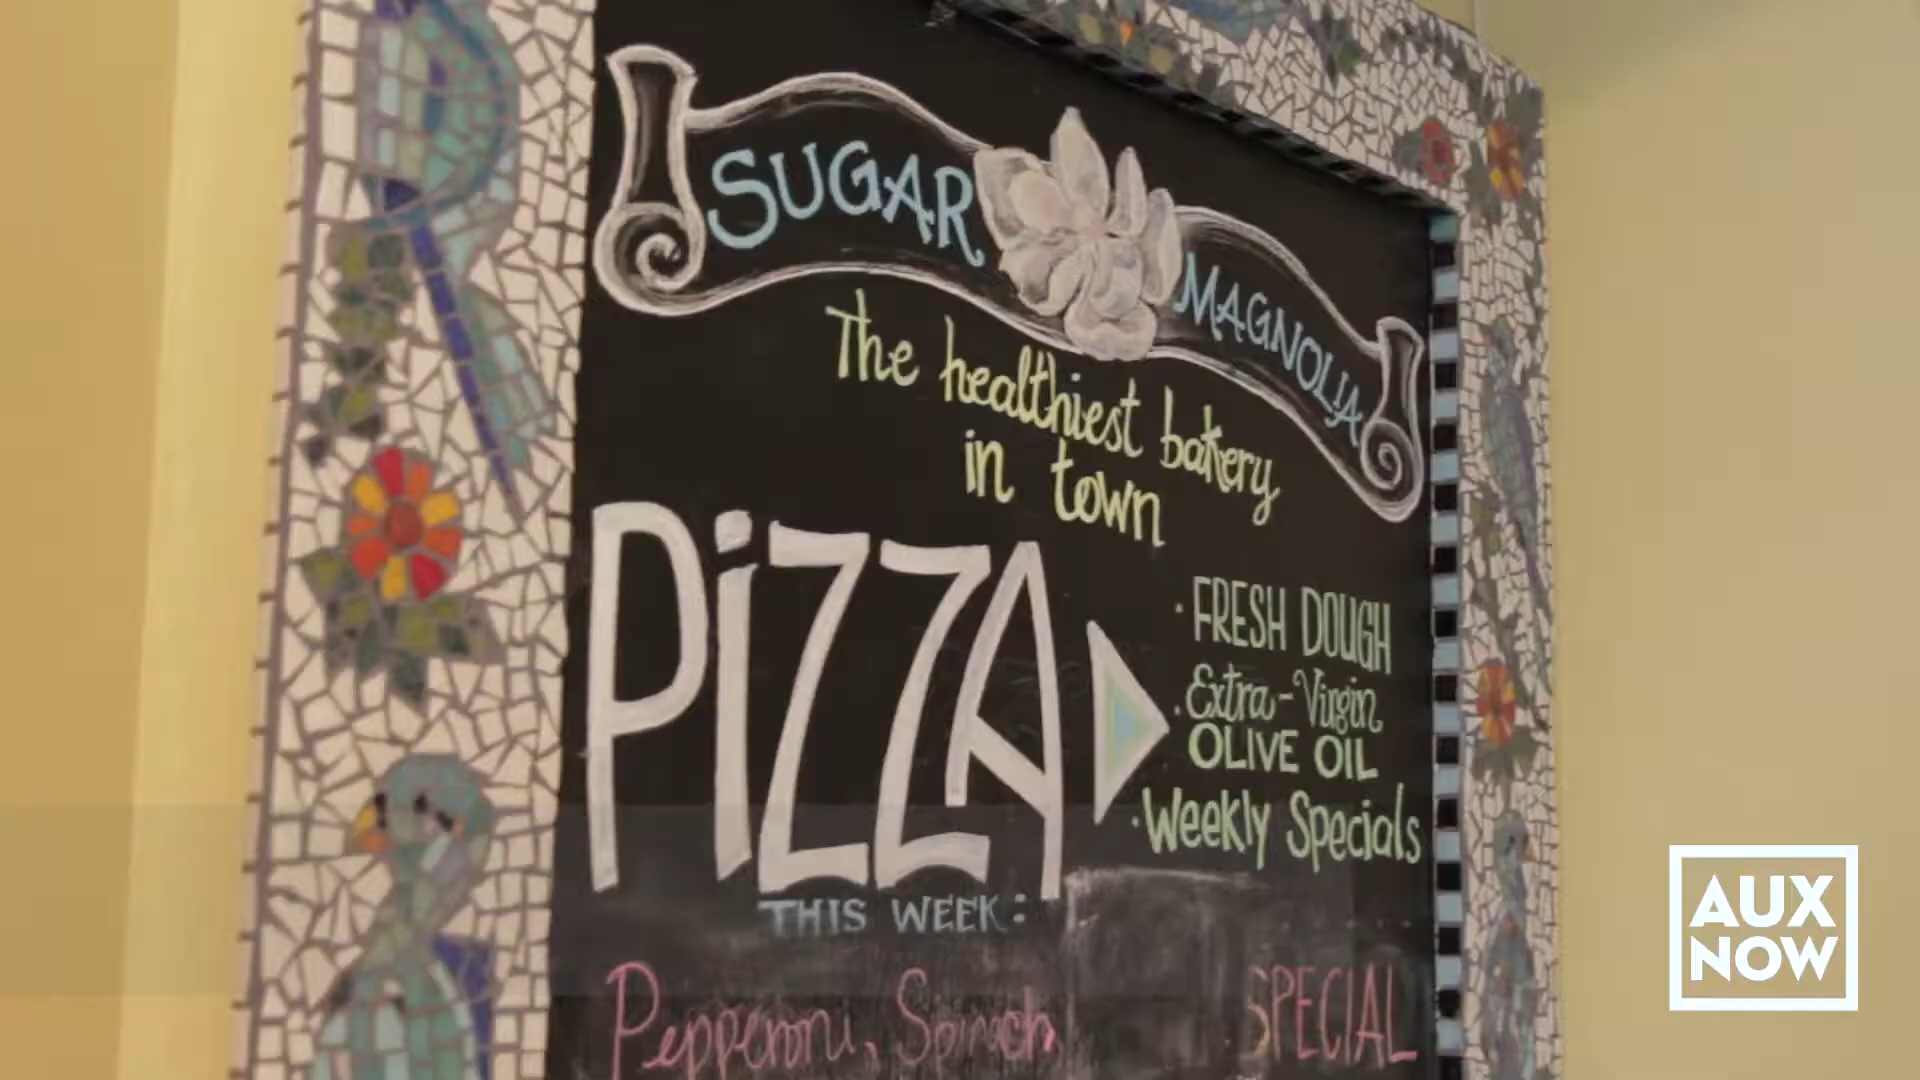 SUGAR MAGNOLIA
The healthiest bakery
in town
PiZZA
· FRESH DOUGH
· Extra-Virgin
OLIVE OIL
· Weekly Specials
THIS WEEK:
Pepperoni, Spinach, SPECIAL
AUX
NOW